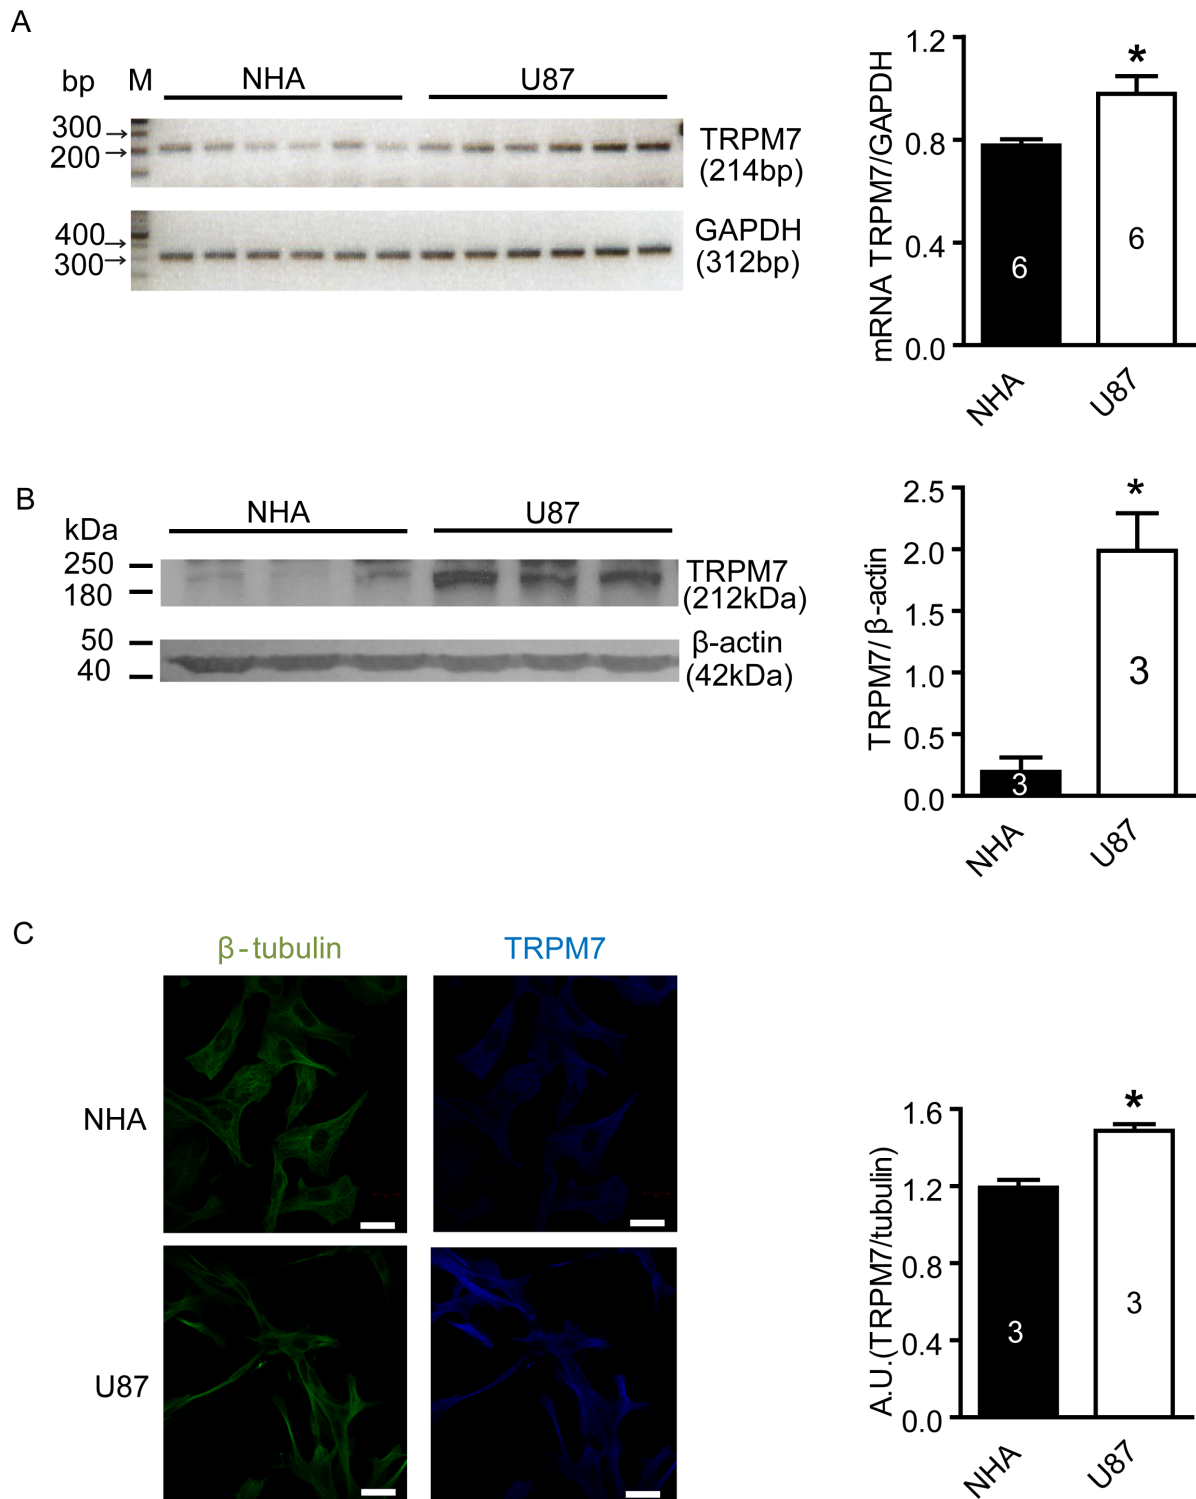 A
bp M NHA U87
300
200
TRPM7
(214bp)
400
300
GAPDH
(312bp)
mRNA TRPM7/GAPDH
1.2
0.8
0.4
0.0
*
6
6
NHA
U87
B
kDa
NHA U87
250
180
TRPM7
(212kDa)
50
40
β-actin
(42kDa)
TRPM7/ β-actin
2.5
2.0
1.5
1.0
0.5
0.0
*
3
3
NHA
U87
C
β-tubulin TRPM7
NHA
U87
A.U.(TRPM7/tubulin)
1.6
1.2
0.8
0.4
0.0
*
3
3
NHA
U87